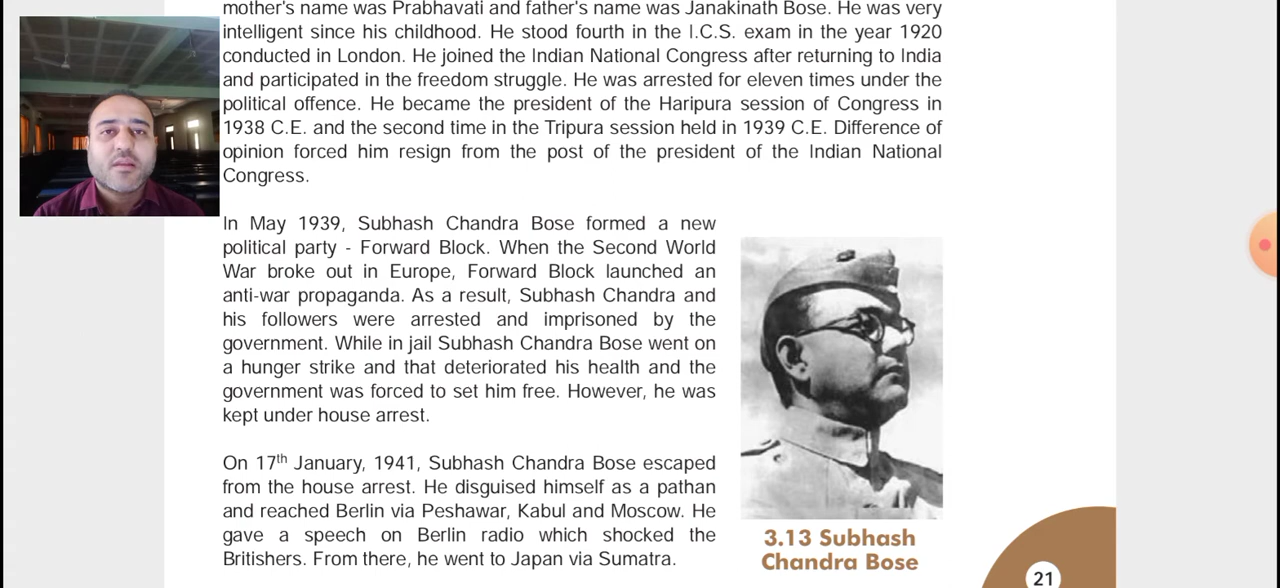 mother's name was Prabhavati and father's name was Janakinath Bose. He was very
intelligent since his childhood. He stood fourth in the I.C.S. exam in the year 1920
conducted in London. He joined the Indian National Congress after returning to India
and participated in the freedom struggle. He was arrested for eleven times under the
political offence. He became the president of the Haripura session of Congress in
1938 C.E. and the second time in the Tripura session held in 1939 C.E. Difference of
opinion forced him resign from the post of the president of the Indian National
Congress.
In May 1939, Subhash Chandra Bose formed a new
political party - Forward Block. When the Second World
War broke out in Europe, Forward Block launched an
anti-war propaganda. As a result, Subhash Chandra and
his followers were arrested and imprisoned by the
government. While in jail Subhash Chandra Bose went on
a hunger strike and that deteriorated his health and the
government was forced to set him free. However, he was
kept under house arrest.
On 17th January, 1941, Subhash Chandra Bose escaped
from the house arrest. He disguised himself as a pathan
and reached Berlin via Peshawar, Kabul and Moscow. He
gave a speech on Berlin radio which shocked the
Britishers. From there, he went to Japan via Sumatra.
3.13 Subhash
Chandra Bose
21